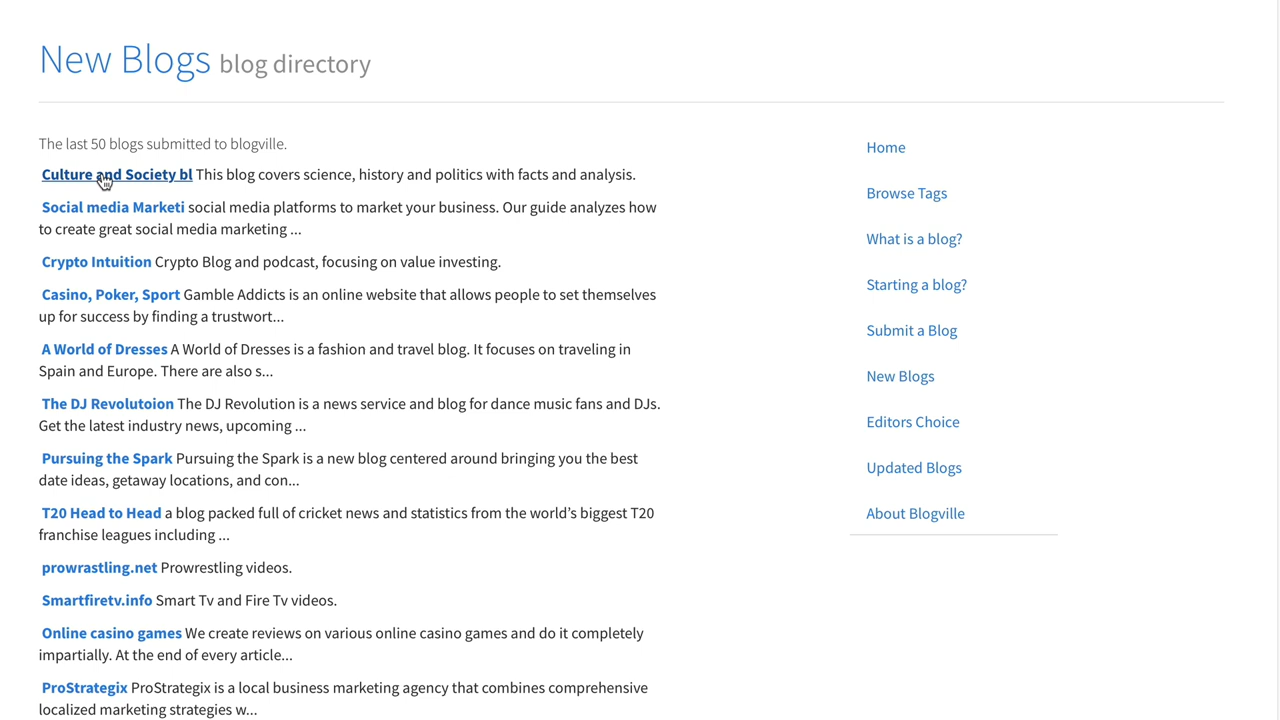 New Blogs blog directory
The last 50 blogs submitted to blogville.
Culture and Society bl This blog covers science, history and politics with facts and analysis.
Social media Marketi social media platforms to market your business. Our guide analyzes how
to create great social media marketing ...
Crypto Intuition Crypto Blog and podcast, focusing on value investing.
Casino, Poker, Sport Gamble Addicts is an online website that allows people to set themselves
up for success by finding a trustwort...
A World of Dresses A World of Dresses is a fashion and travel blog. It focuses on traveling in
Spain and Europe. There are also s...
The DJ Revolutoion The DJ Revolution is a news service and blog for dance music fans and DJs.
Get the latest industry news, upcoming ...
Pursuing the Spark Pursuing the Spark is a new blog centered around bringing you the best
date ideas, getaway locations, and con...
T20 Head to Head a blog packed full of cricket news and statistics from the world’s biggest T20
franchise leagues including ...
prowrastling.net Prowrestling videos.
Smartfiretv.info Smart Tv and Fire Tv videos.
Online casino games We create reviews on various online casino games and do it completely
impartially. At the end of every article...
ProStrategix ProStrategix is a local business marketing agency that combines comprehensive
localized marketing strategies w...
Home
Browse Tags
What is a blog?
Starting a blog?
Submit a Blog
New Blogs
Editors Choice
Updated Blogs
About Blogville